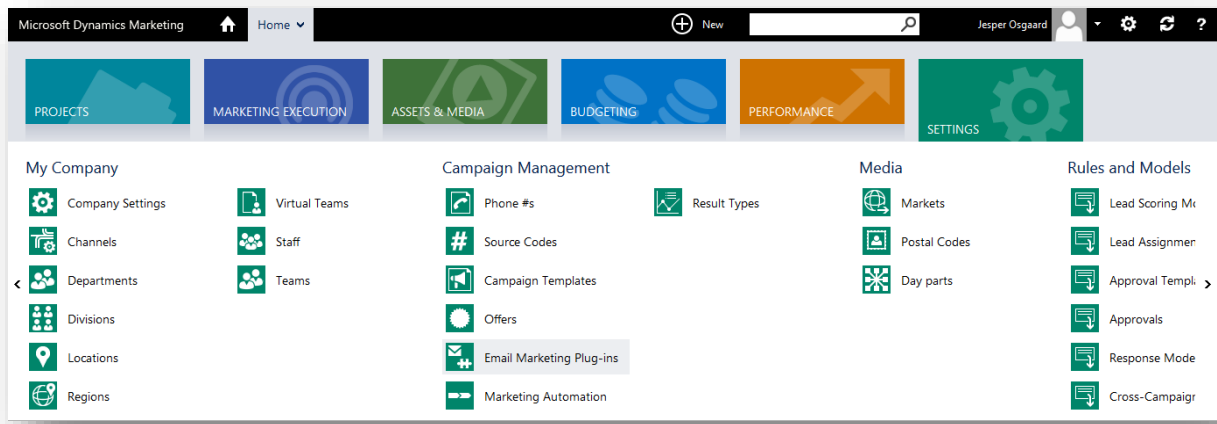 Microsoft Dynamics Marketing Home New Jesper Osgaard ?
PROJECTS MARKETING EXECUTION ASSETS & MEDIA BUDGETING PERFORMANCE SETTINGS
My Company
Company Settings
Channels
Departments
Divisions
Locations
Regions
Virtual Teams
Staff
Teams
Campaign Management
Phone #s
# Source Codes
Campaign Templates
Offers
Email Marketing Plug-ins
Marketing Automation
Result Types
Media
Markets
Postal Codes
Day parts
Rules and Models
Lead Scoring
Lead Assignmen
Approval Templ
Approvals
Response Mode
Cross-Campaigr